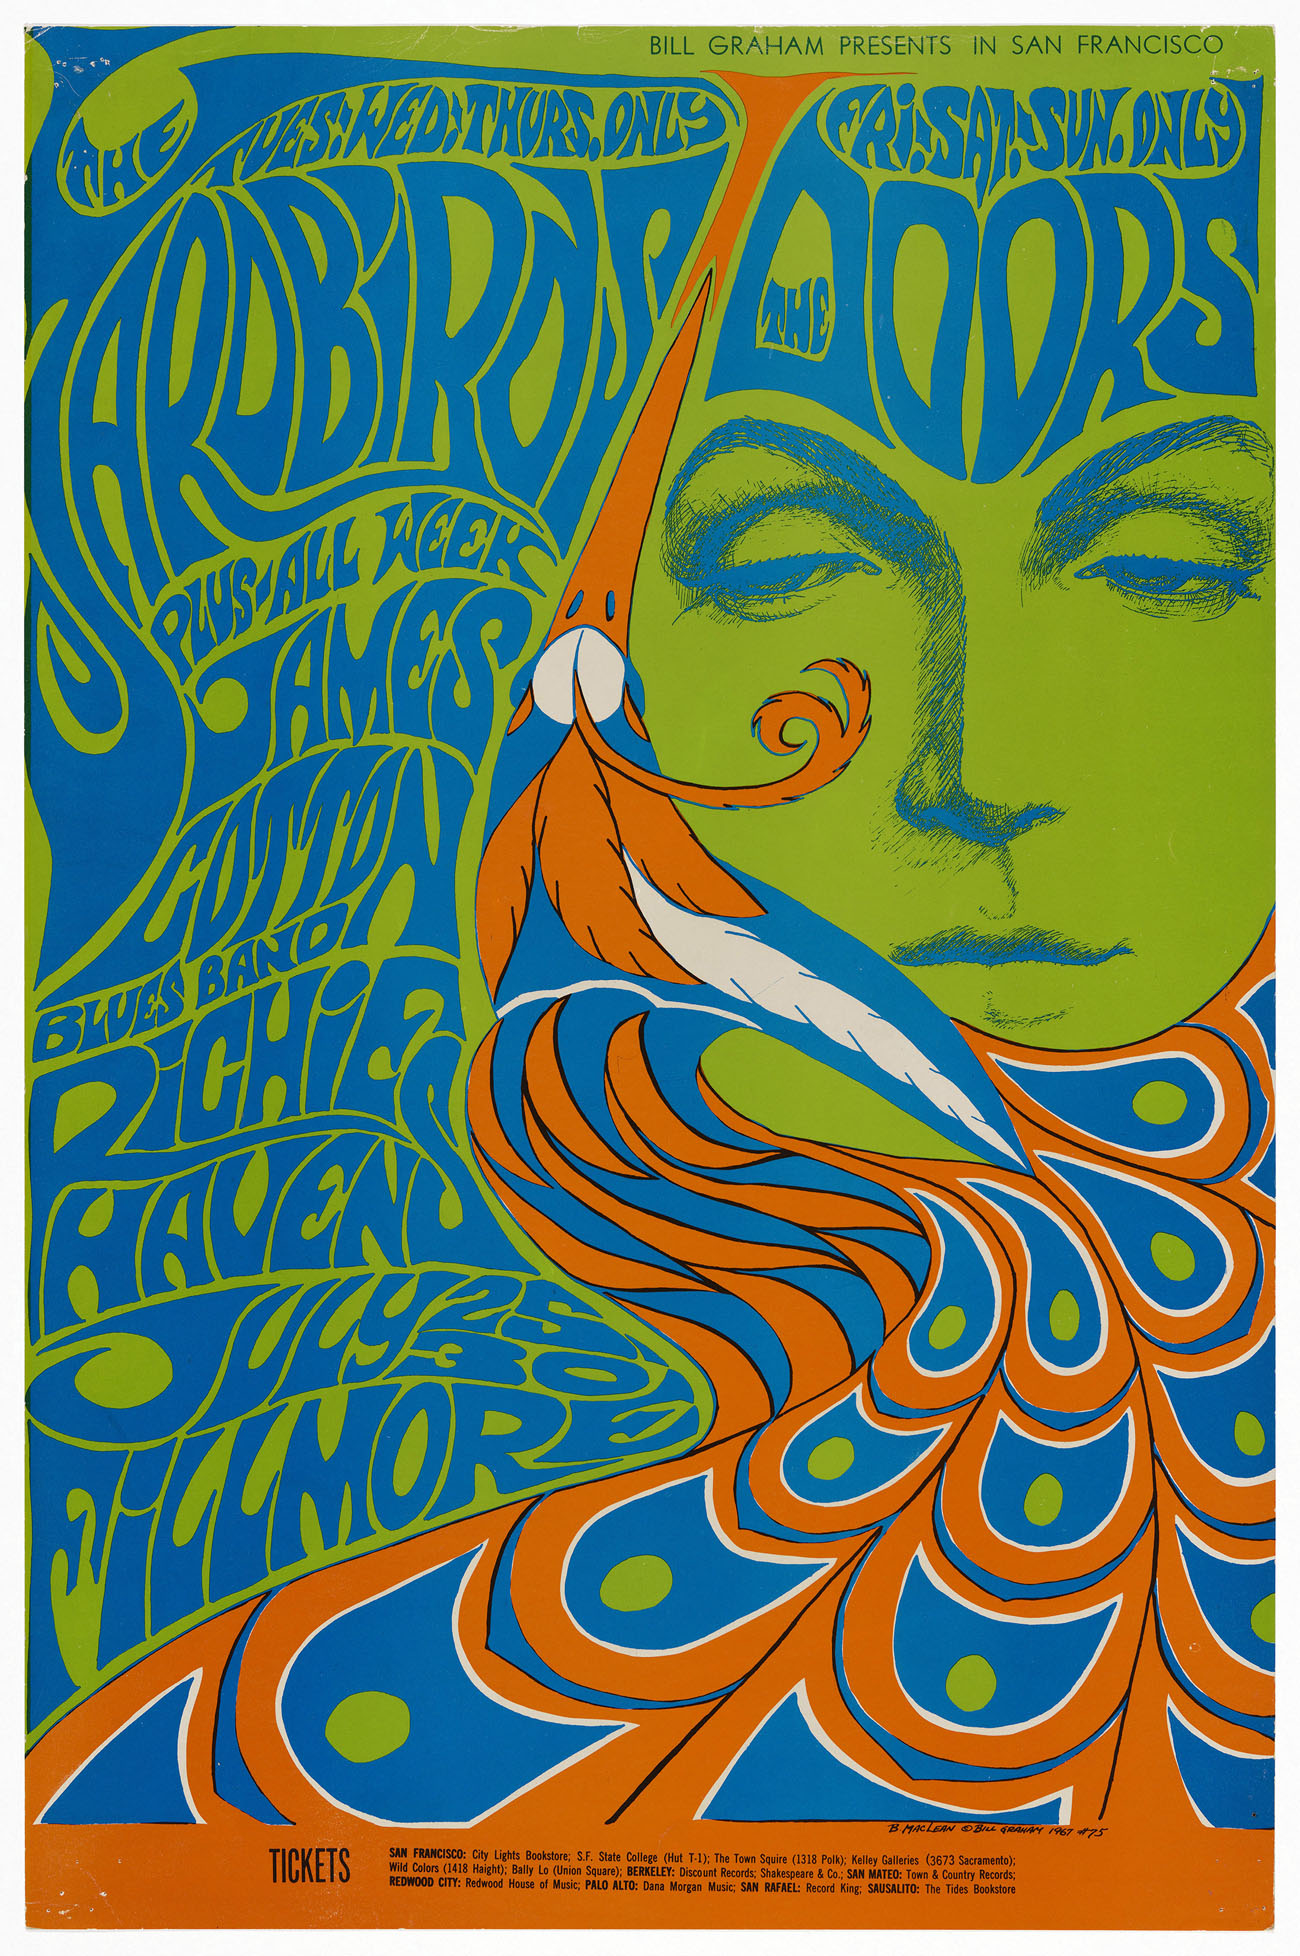 BILL GRAHAM PRESENTS IN SAN FRANCISCO
TUES.WED.THURS.ONLY
THE
YARDBIRDS
FRI.SAT.SUN.ONLY
THE
DOORS
PLUS-ALL WEEK
JAMES
COTTON
BLUES BAND
RICHIE
HAVENS
JULY 25
30
FILLMORE
B. MACLEAN © BILL GRAHAM 1967 #75
TICKETS
SAN FRANCISCO: City Lights Bookstore; S.F. State College (Hut T-1); The Town Squire (1318 Polk); Kelley Galleries (3673 Sacramento);
Wild Colors (1418 Haight); Bally Lo (Union Square); BERKELEY: Discount Records; Shakespeare & Co.; SAN MATEO: Town & Country Records;
REDWOOD CITY: Redwood House of Music; PALO ALTO: Dana Morgan Music; SAN RAFAEL: Record King; SAUSALITO: The Tides Bookstore